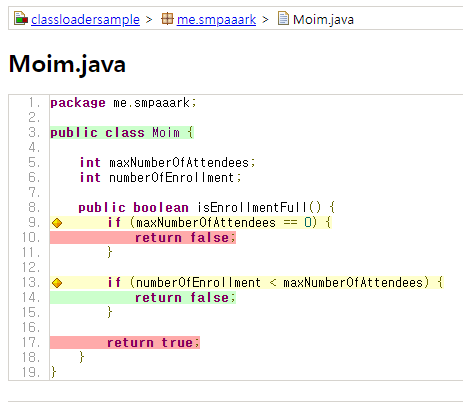 classloadersample > me.smpaaark > Moim.java
Moim.java
1. package me.smpaaark;
2.
3. public class Moim {
4.
5.     int maxNumberOfAttendees;
6.     int numberOfEnrollment;
7.
8.     public boolean isEnrollmentFull() {
9.         if (maxNumberOfAttendees == 0) {
10.             return false;
11.         }
12.
13.         if (numberOfEnrollment < maxNumberOfAttendees) {
14.             return false;
15.         }
16.
17.         return true;
18.     }
19. }